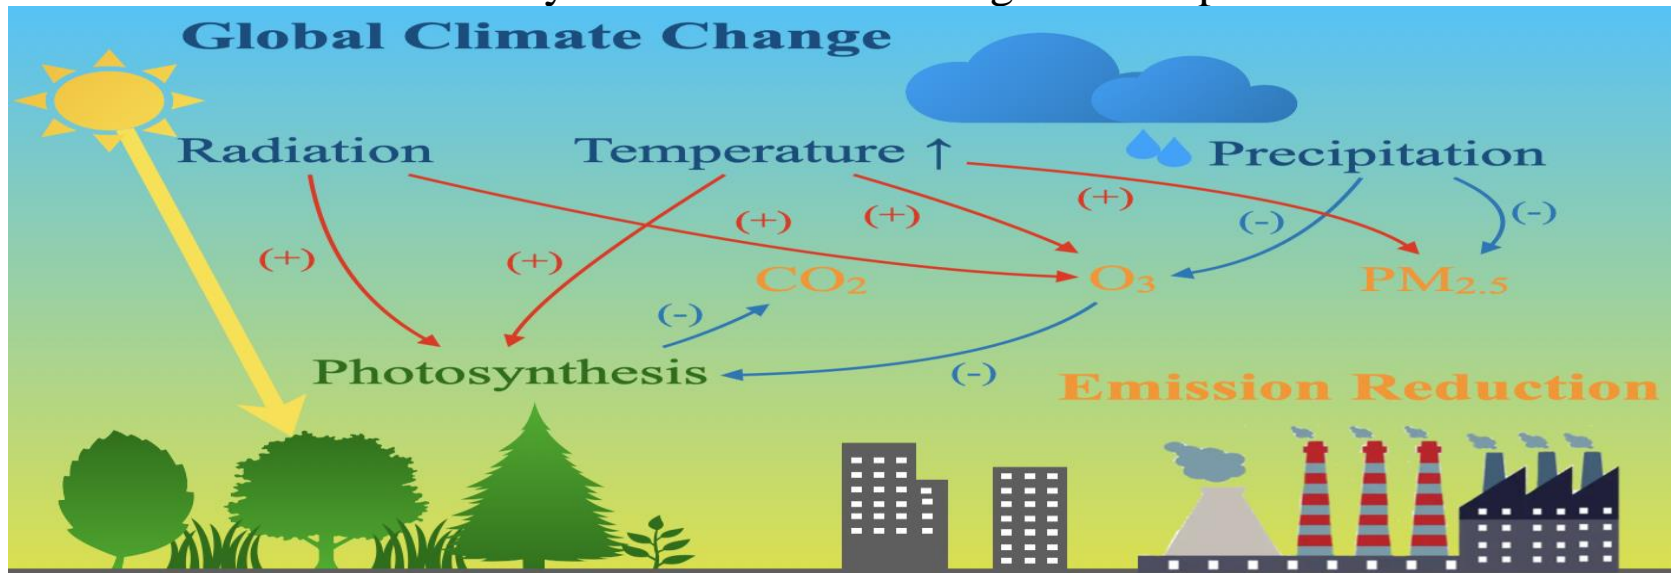 Global Climate Change
Radiation Temperature ↑ Precipitation
(+) (+) (+) (+) (+) (-) (-)
CO₂ O₃ PM₂.₅
(-)
Photosynthesis (-)
Emission Reduction